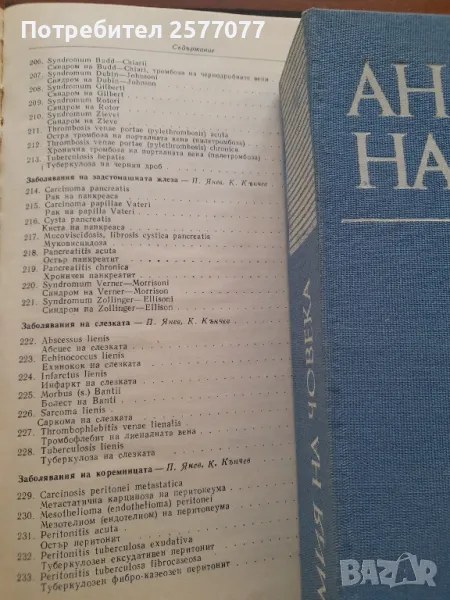 Потребител 2577077
Съдържание
206. Syndromum Budd—Chiarii
Синдром на Budd—Chiari, тромбоза на чернодробните вени
207. Syndromum Dubin—Johnsoni
Синдром на Dubin—Johnson
208. Syndromum Gilberti
Синдром на Gilbert
209. Syndromum Rotori
Синдром на Rotor
210. Syndromum Zievei
Синдром на Zieve
211. Thrombosis venae portae (pylethrombosis) acuta
Остра тромбоза на порталната вена (пилетромбоза)
212. Thrombosis venae portae (pylethrombosis) chronica
Хронична тромбоза на порталната вена (пилетромбоза)
213. Tuberculosis hepatis
Туберкулоза на черния дроб
Заболявания на задстомашната жлеза — П. Янев, К. Кънчев
214. Carcinoma pancreatis
Рак на панкреаса
215. Carcinoma papillae Vateri
Рак на papilla Vateri
216. Cysta pancreatis
Киста на панкреаса
217. Mucoviscidosis, fibrosis cystica pancreatis
Муковисцидоза
218. Pancreatitis acuta
Остър панкреатит
219. Pancreatitis chronica
Хроничен панкреатит
220. Syndromum Verner—Morrisoni
Синдром на Verner—Morrison
221. Syndromum Zollinger—Ellisoni
Синдром на Zollinger—Ellison
Заболявания на слезката — П. Янев, К. Кънчев
222. Abscessus lienis
Абсцес на слезката
223. Echinococcus lienis
Ехинокок на слезката
224. Infarctus lienis
Инфаркт на слезката
225. Morbus (s.) Bantii
Болест на Banti
226. Sarcoma lienis
Саркома на слезката
227. Thrombophlebitis venae lienalis
Тромбофлебит на лиеналната вена
228. Tuberculosis lienis
Туберкулоза на слезката
Заболявания на коремницата — П. Янев, К. Кънчев
229. Carcinosis peritonei metastatica
Метастатична карциноза на перитонеума
230. Mesothelioma (endothelioma) peritonei
Мезотелиом (ендотелиом) на перитонеума
231. Peritonitis acuta
Остър перитонит
232. Peritonitis tuberculosa exudativa
Туберкулозен ексудативен перитонит
233. Peritonitis tuberculosa fibrocaseosa
Туберкулозен фибро-казеозен перитонит
АН
НА
МИЯ НА ЧОВЕКА
BAZAR.bg